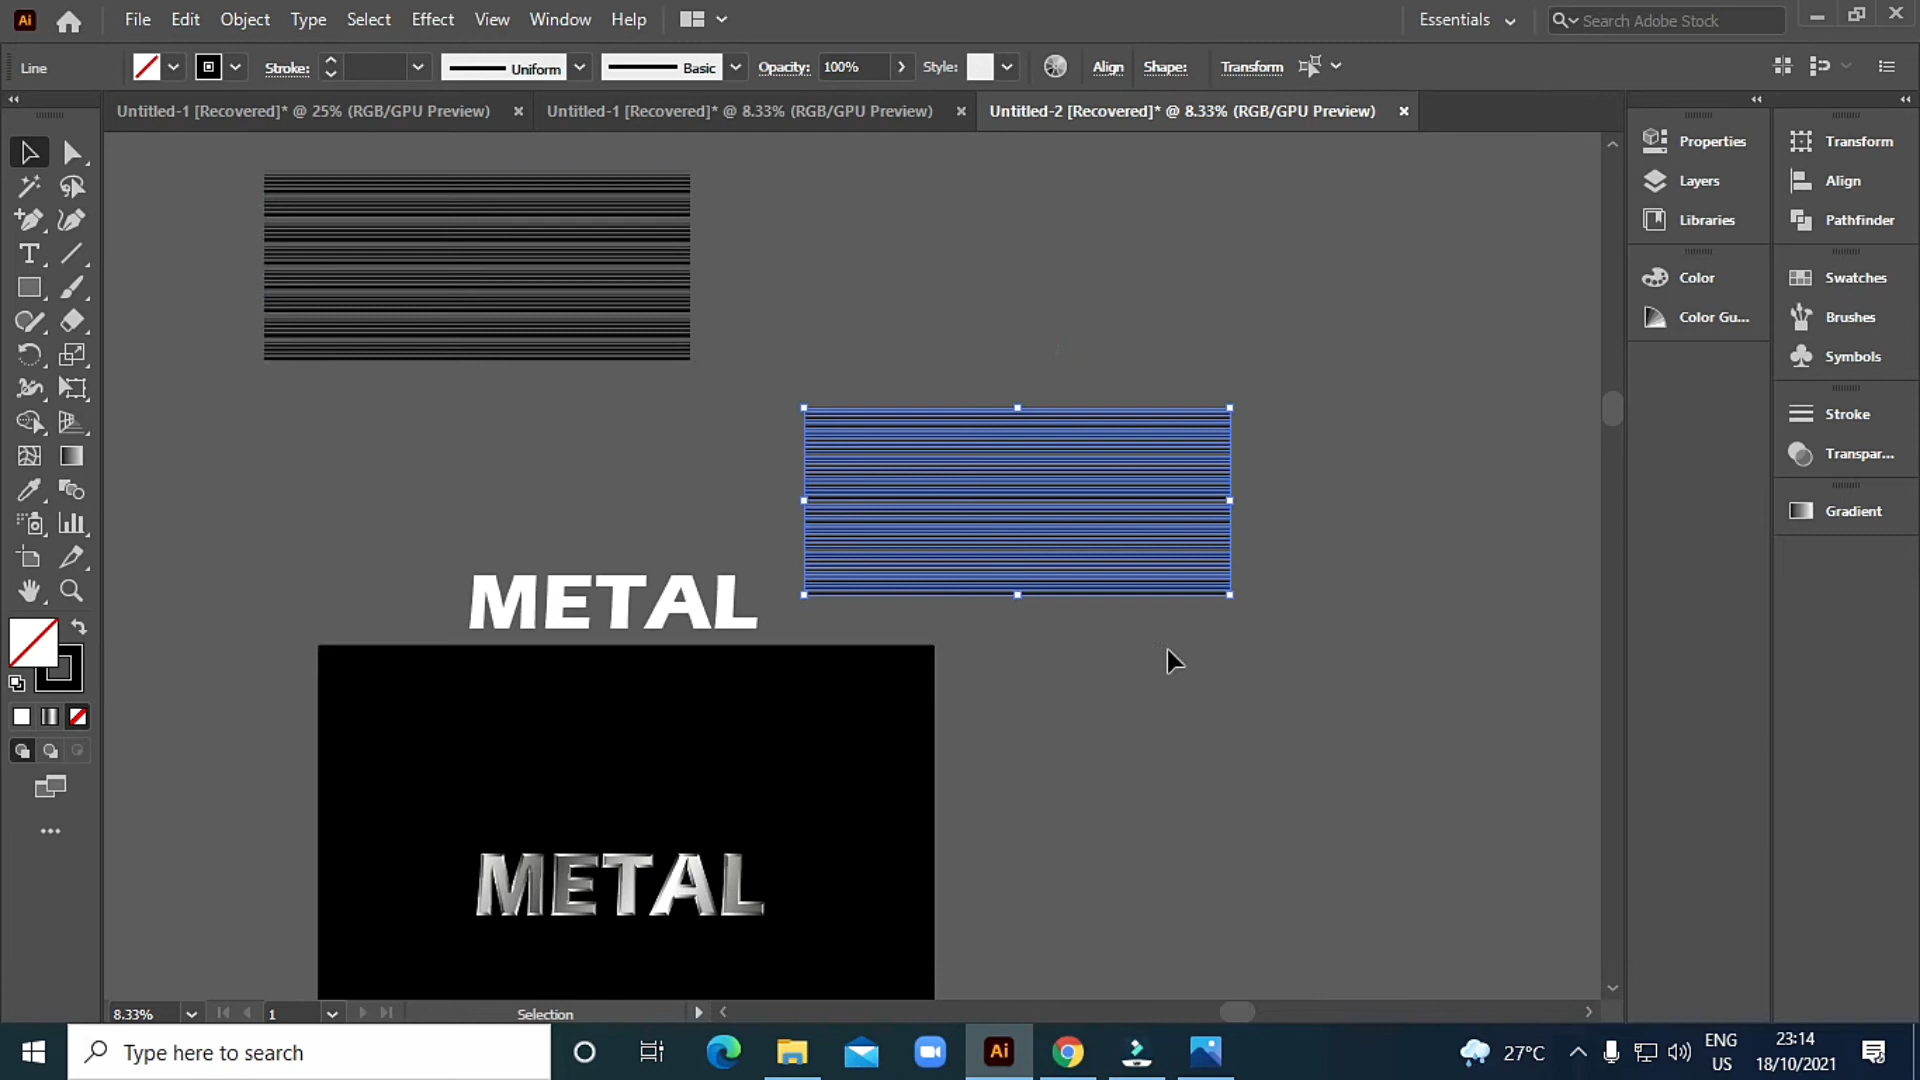 Ai File Edit Object Type Select Effect View Window Help Essentials Search Adobe Stock
Line Stroke: Uniform Basic Opacity: 100% Style: Align Shape: Transform
Untitled-1 [Recovered]* @ 25% (RGB/GPU Preview) Untitled-1 [Recovered]* @ 8.33% (RGB/GPU Preview) Untitled-2 [Recovered]* @ 8.33% (RGB/GPU Preview)
Properties
Layers
Libraries
Color
Color Gu...
Transform
Align
Pathfinder
Swatches
Brushes
Symbols
Stroke
Transpar...
Gradient
METAL
METAL
8.33% 1 Selection
Type here to search Ai 27°C ENG 23:14
US 18/10/2021